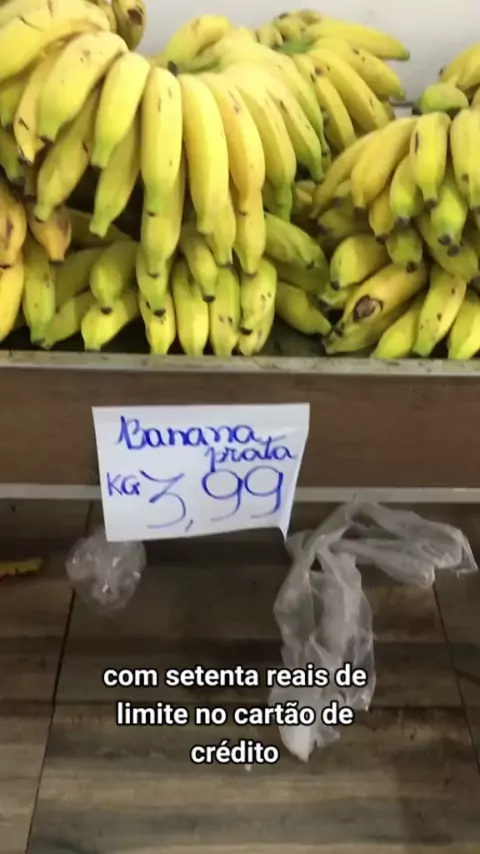 Banana
prata
KG 3,99
com setenta reais de
limite no cartão de
crédito